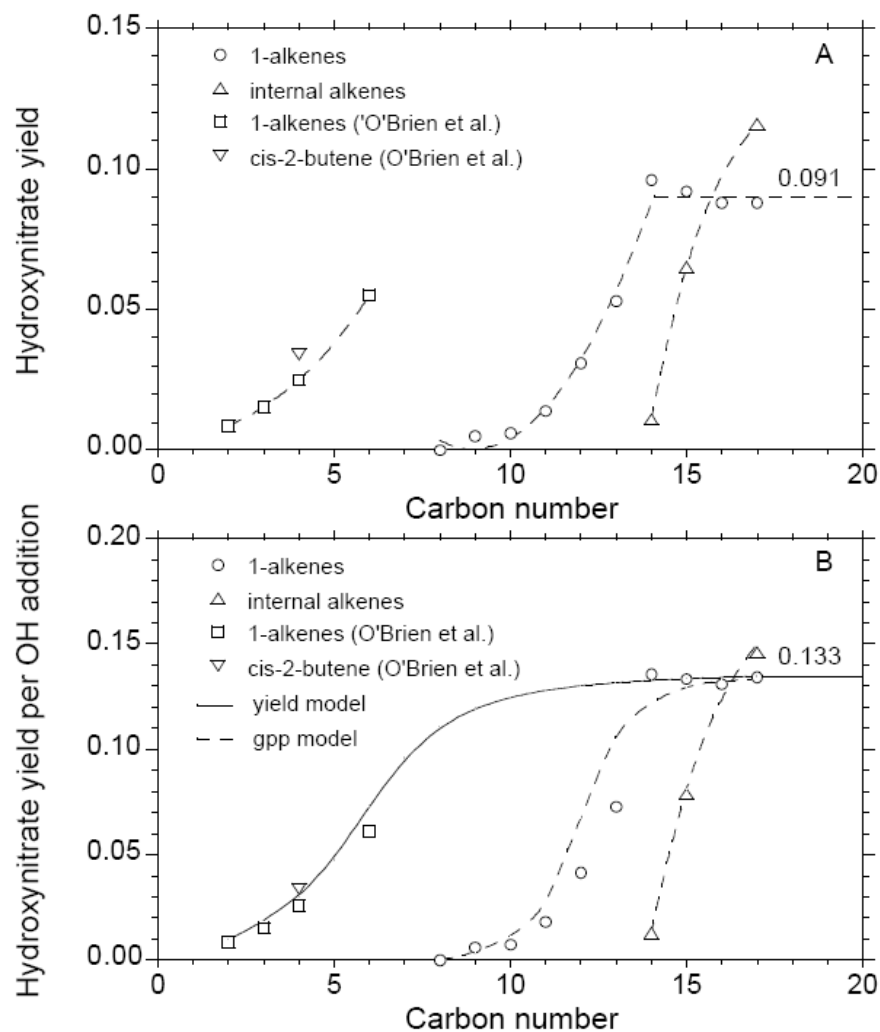 0.15
A
1-alkenes
internal alkenes
1-alkenes ('O'Brien et al.)
cis-2-butene (O'Brien et al.)
0.10
0.091
0.05
0.00
Hydroxynitrate yield
0 5 10 15 20
Carbon number
0.20
B
1-alkenes
internal alkenes
1-alkenes (O'Brien et al.)
cis-2-butene (O'Brien et al.)
yield model
gpp model
0.15
0.133
0.10
0.05
0.00
Hydroxynitrate yield per OH addition
0 5 10 15 20
Carbon number